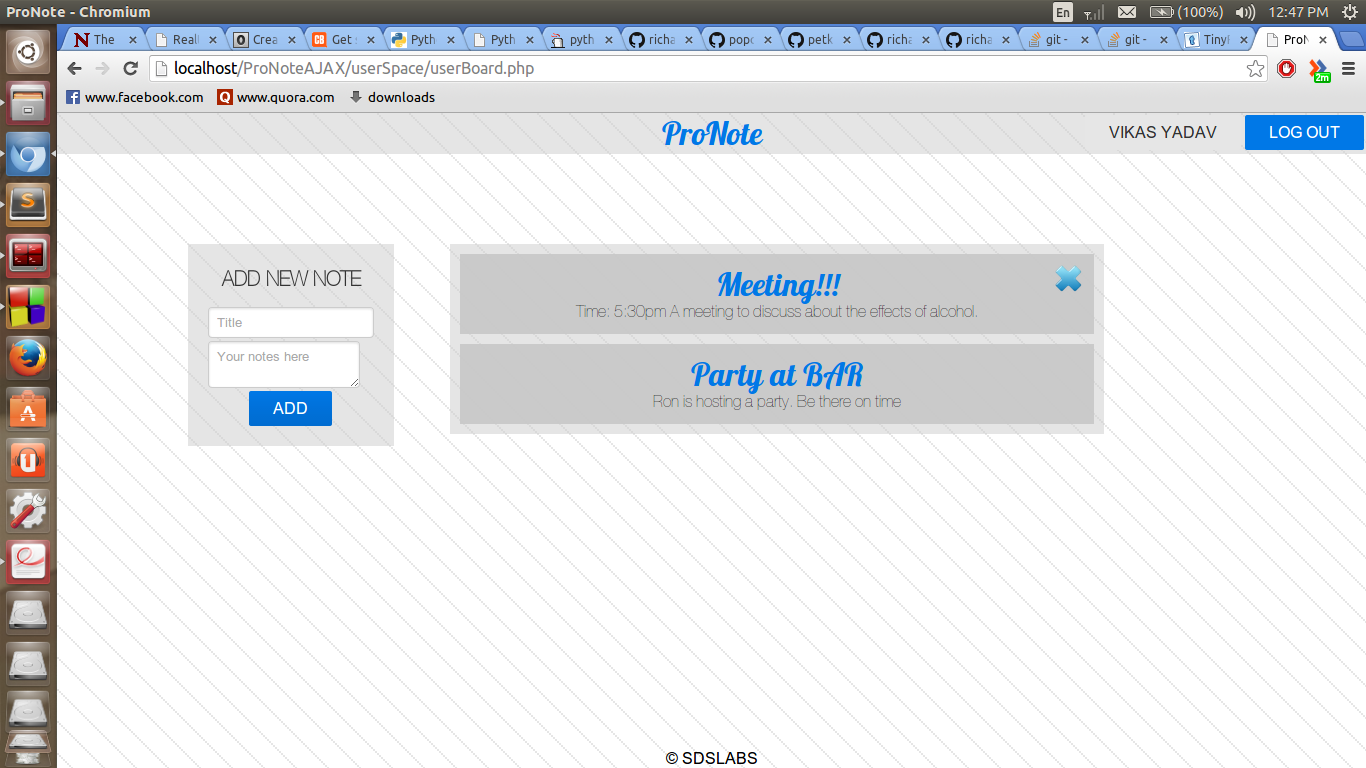 ProNote - Chromium
En
(100%)
12:47 PM
The
Reall
Crea
Get s
Pyth
Pyth
pyth
richa
popc
petk
richa
richa
git -
git -
ProN
localhost/ProNoteAJAX/userSpace/userBoard.php
2m
www.facebook.com
www.quora.com
downloads
ProNote
VIKAS YADAV
LOG OUT
ADD NEW NOTE
Title
Your notes here
ADD
Meeting!!!
Time: 5:30pm A meeting to discuss about the effects of alcohol.
Party at BAR
Ron is hosting a party. Be there on time
© SDSLABS